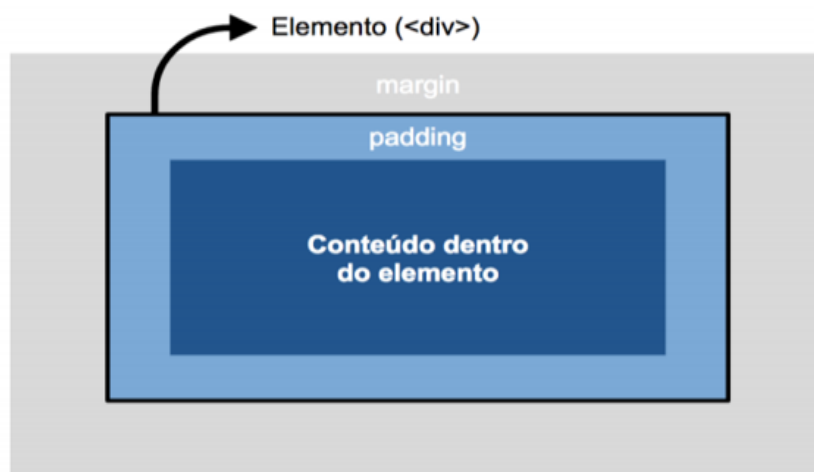 Elemento (<div>)
margin
padding
Conteúdo dentro
do elemento